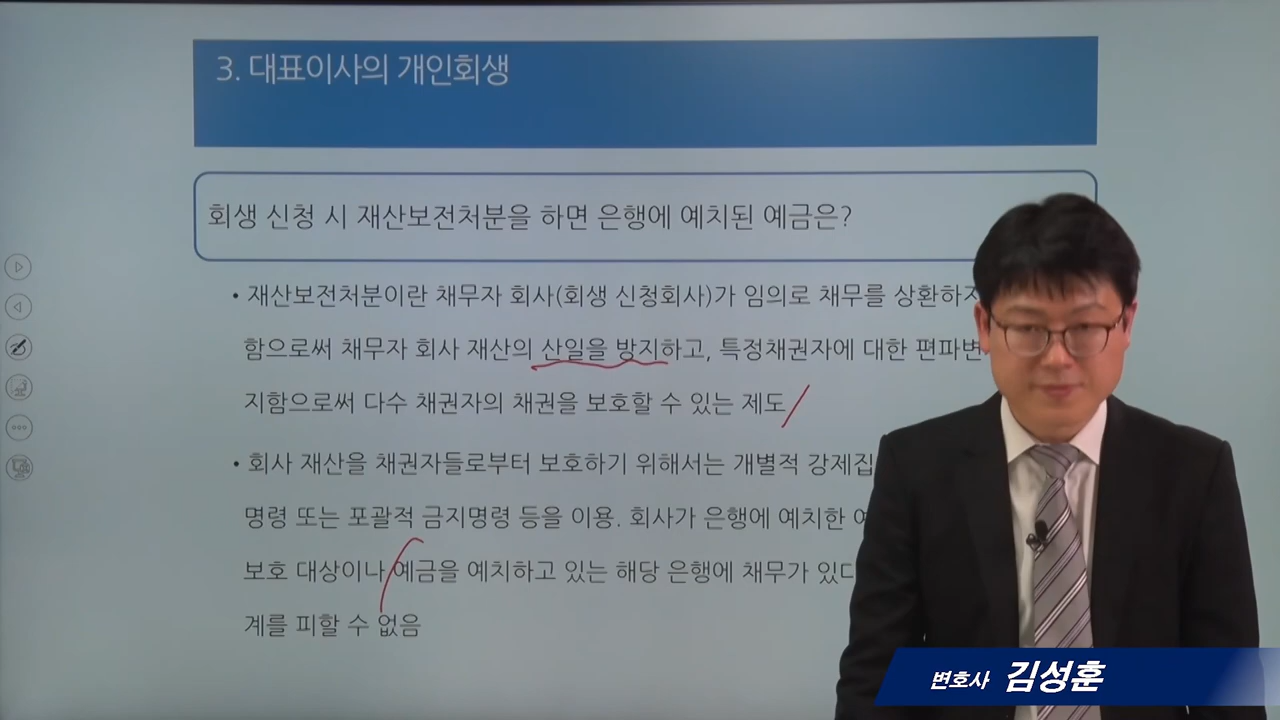 3. 대표이사의 개인회생
회생 신청 시 재산보전처분을 하면 은행에 예치된 예금은?
• 재산보전처분이란 채무자 회사(회생 신청회사)가 임의로 채무를 상환하지
함으로써 채무자 회사 재산의 산일을 방지하고, 특정채권자에 대한 편파변
지함으로써 다수 채권자의 채권을 보호할 수 있는 제도
• 회사 재산을 채권자들로부터 보호하기 위해서는 개별적 강제집
명령 또는 포괄적 금지명령 등을 이용. 회사가 은행에 예치한
보호 대상이나 예금을 예치하고 있는 해당 은행에 채무가 있다
계를 피할 수 없음
변호사 김성훈